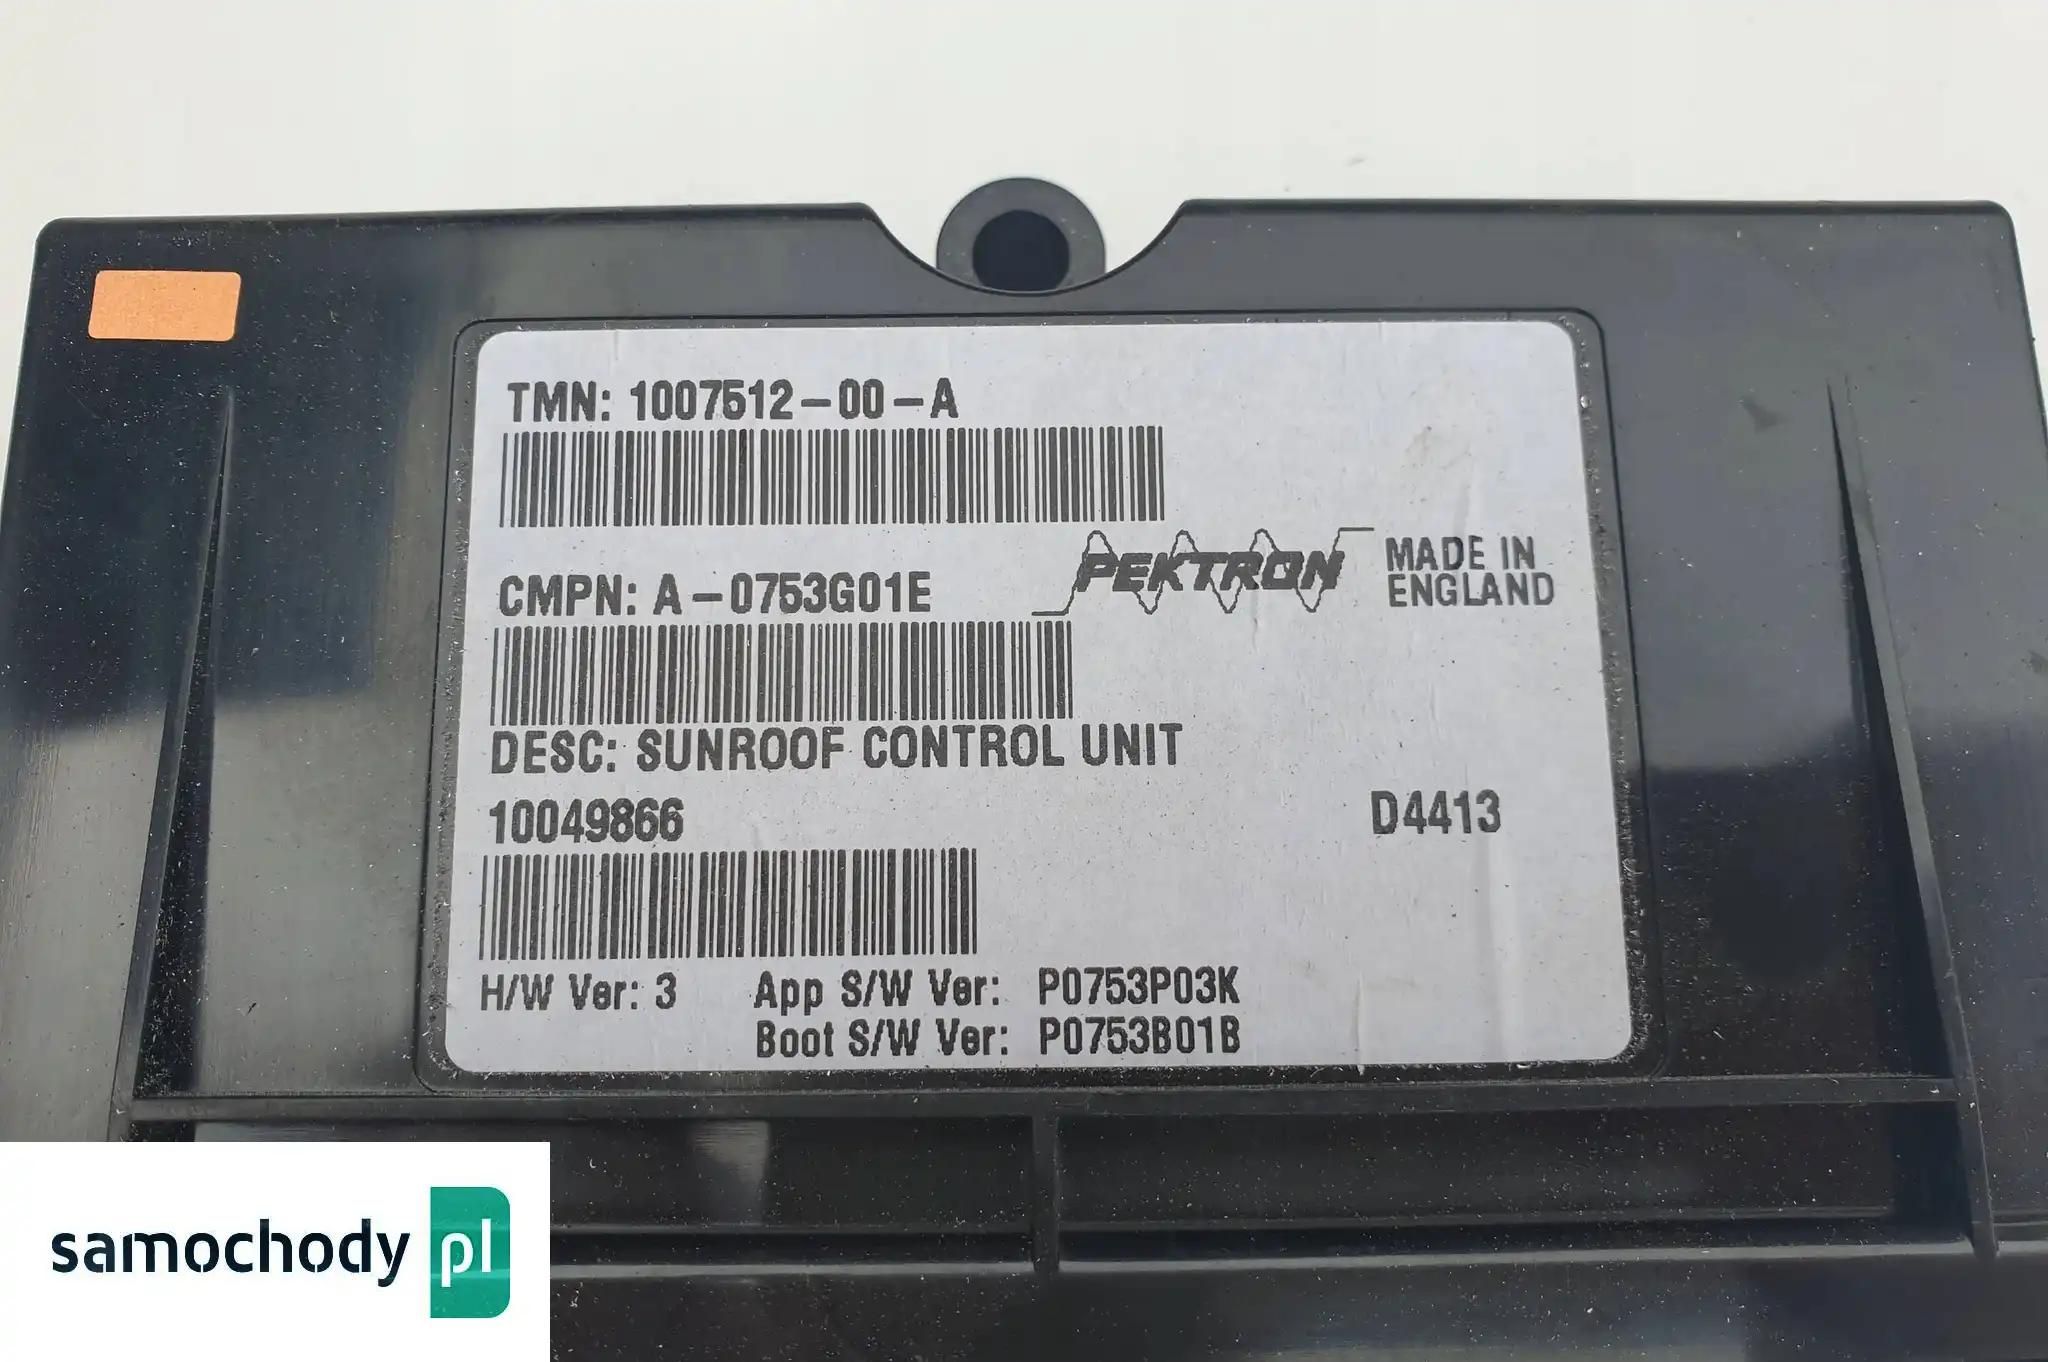 TMN: 1007512-00-A
CMPN: A-0753G01E
PEKTRON
MADE IN
ENGLAND
DESC: SUNROOF CONTROL UNIT
10049866
D4413
H/W Ver: 3 App S/W Ver: P0753P03K
Boot S/W Ver: P0753B01B
samochody pl